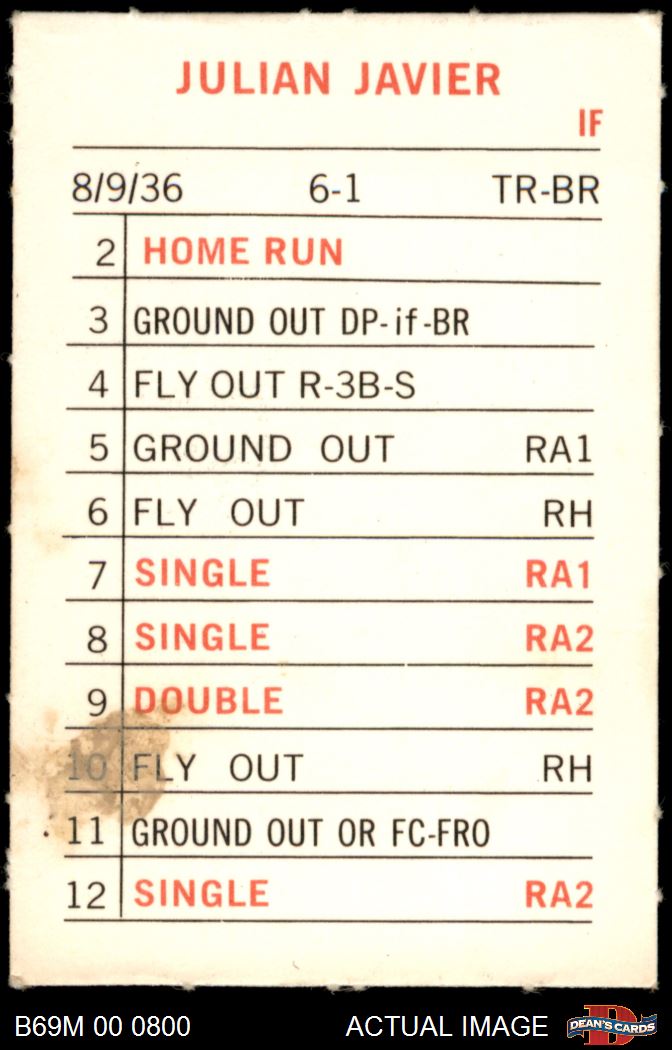 JULIAN JAVIER
IF
8/9/36 6-1 TR-BR
2 HOME RUN
3 GROUND OUT DP-if-BR
4 FLY OUT R-3B-S
5 GROUND OUT RA1
6 FLY OUT RH
7 SINGLE RA1
8 SINGLE RA2
9 DOUBLE RA2
10 FLY OUT RH
11 GROUND OUT OR FC-FRO
12 SINGLE RA2
B69M 00 0800 ACTUAL IMAGE D DEAN'S CARDS